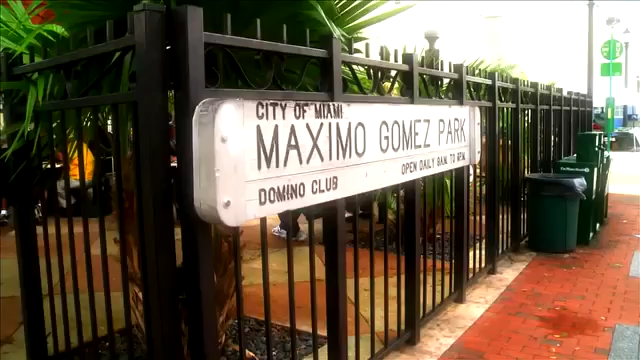 CITY OF MIAMI
MAXIMO GOMEZ PARK
OPEN DAILY 9AM TO 6PM
DOMINO CLUB